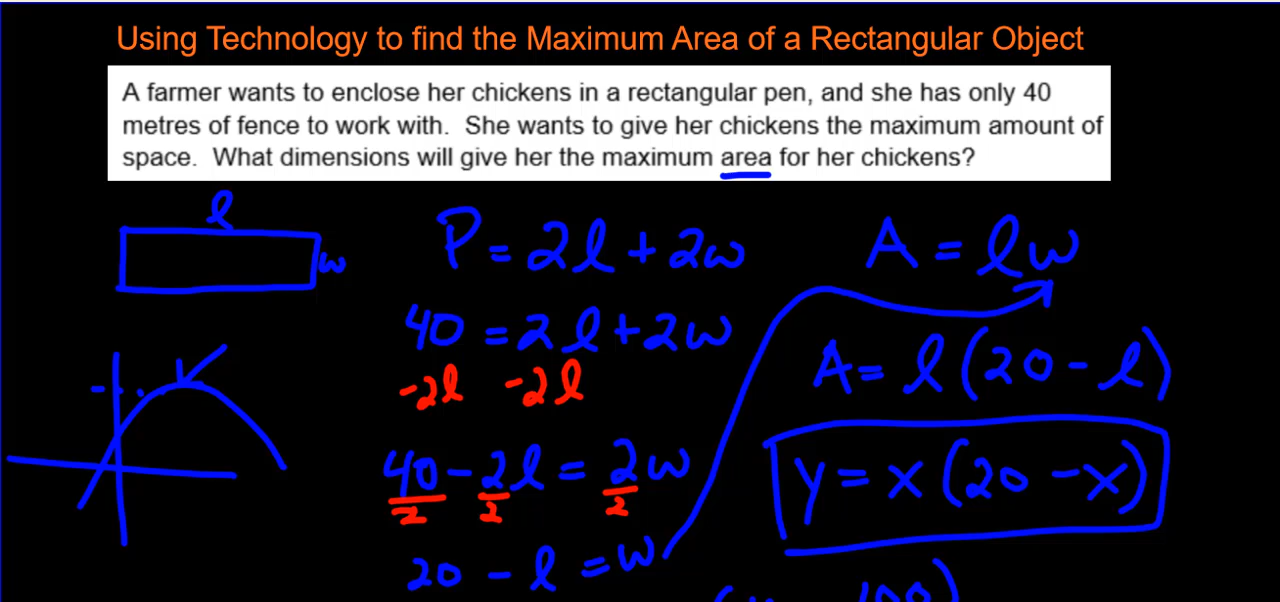 Using Technology to find the Maximum Area of a Rectangular Object
A farmer wants to enclose her chickens in a rectangular pen, and she has only 40
metres of fence to work with. She wants to give her chickens the maximum amount of
space. What dimensions will give her the maximum area for her chickens?
l
w
P = 2l + 2w
A = lw
40 = 2l + 2w
-2l -2l
A = l(20 - l)
40 - 2l = 2w
2 2 2
y = x(20 - x)
20 - l = w